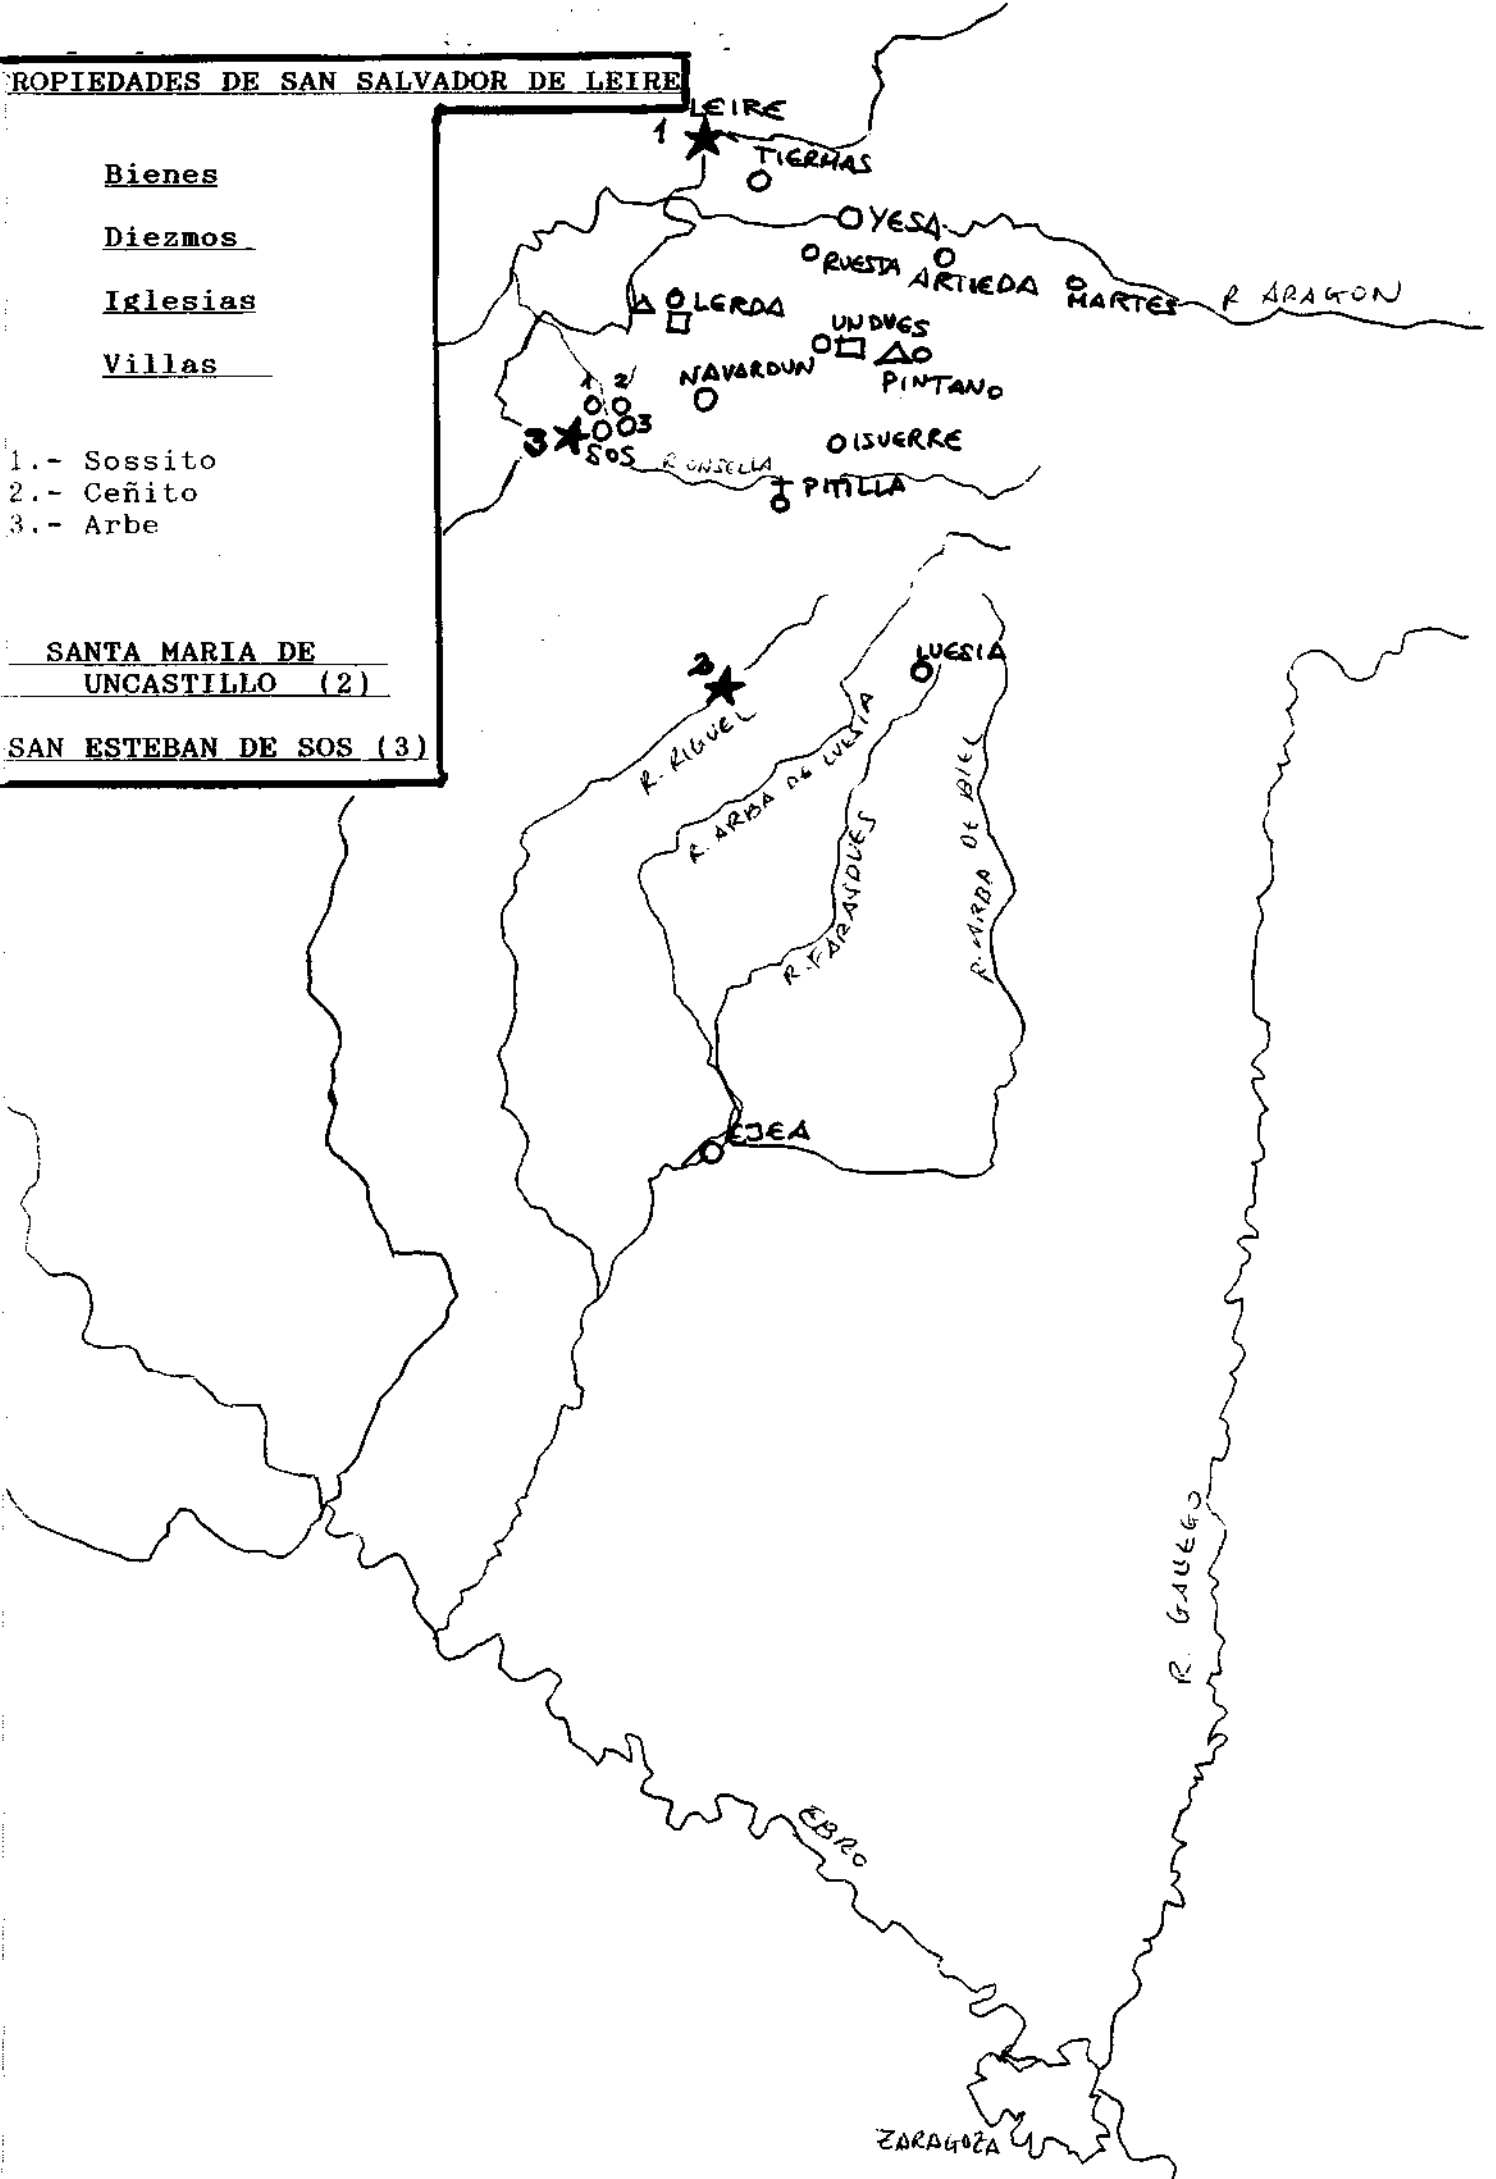 ROPIEDADES DE SAN SALVADOR DE LEIRE
Bienes
Diezmos
Iglesias
Villas
1.- Sossito
2.- Ceñito
3.- Arbe
SANTA MARIA DE
UNCASTILLO (2)
SAN ESTEBAN DE SOS (3)
LEIRE
1
TIERMAS
YESA
RUESTA
ARTIEDA
MARTES
R ARAGON
LERDA
UNDUES
PINTANO
NAVARDUN
1 2
3
3
SOS
ISUERRE
R ONSELLA
PITILLA
2
LUESIA
R. RIGUEL
R. ARBA DE LUESIA
R. FARASDUES
R. ARBA DE BIEL
EJEA
R. GALLEGO
EBRO
ZARAGOZA